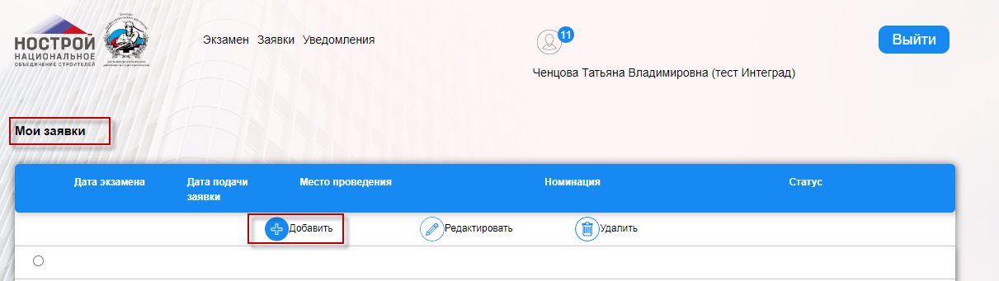 НОСТРОЙ
НАЦИОНАЛЬНОЕ
ОБЪЕДИНЕНИЕ СТРОИТЕЛЕЙ
Экзамен Заявки Уведомления
11
Выйти
Ченцова Татьяна Владимировна (тест Интеград)
Мои заявки
Дата экзамена
Дата подачи заявки
Место проведения
Номинация
Статус
Добавить
Редактировать
Удалить